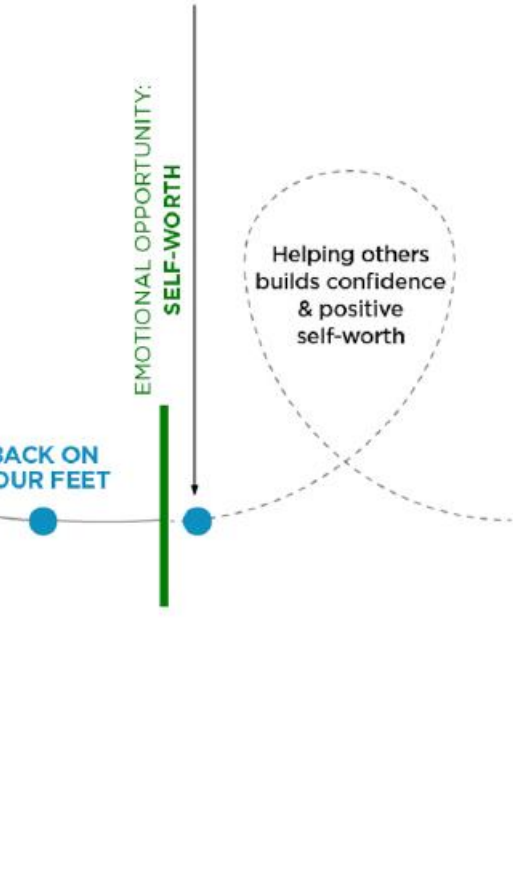 EMOTIONAL OPPORTUNITY:
SELF-WORTH
Helping others
builds confidence
& positive
self-worth
BACK ON
OUR FEET